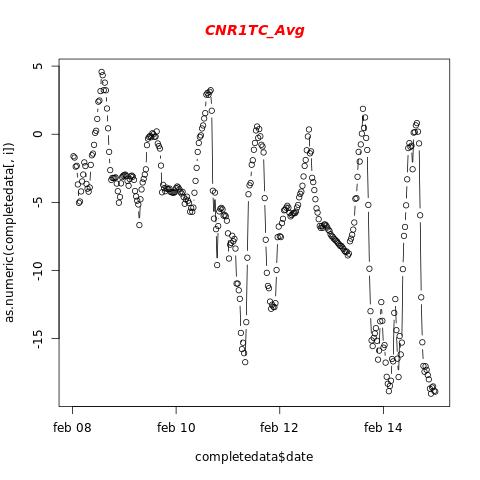 CNR1TC_Avg
as.numeric(completedata[, i])
5
0
-5
-10
-15
feb 08
feb 10
feb 12
feb 14
completedata$date